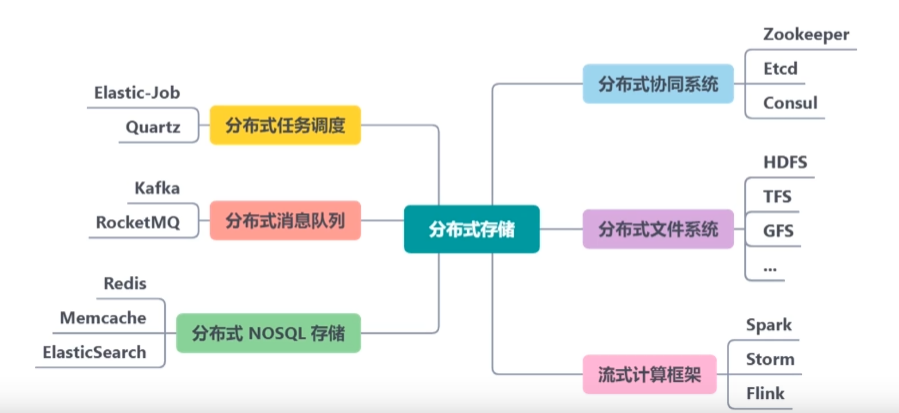 Elastic-Job
Quartz
分布式任务调度
Kafka
RocketMQ
分布式消息队列
Redis
Memcache
ElasticSearch
分布式 NOSQL 存储
分布式存储
分布式协同系统
Zookeeper
Etcd
Consul
分布式文件系统
HDFS
TFS
GFS
...
流式计算框架
Spark
Storm
Flink